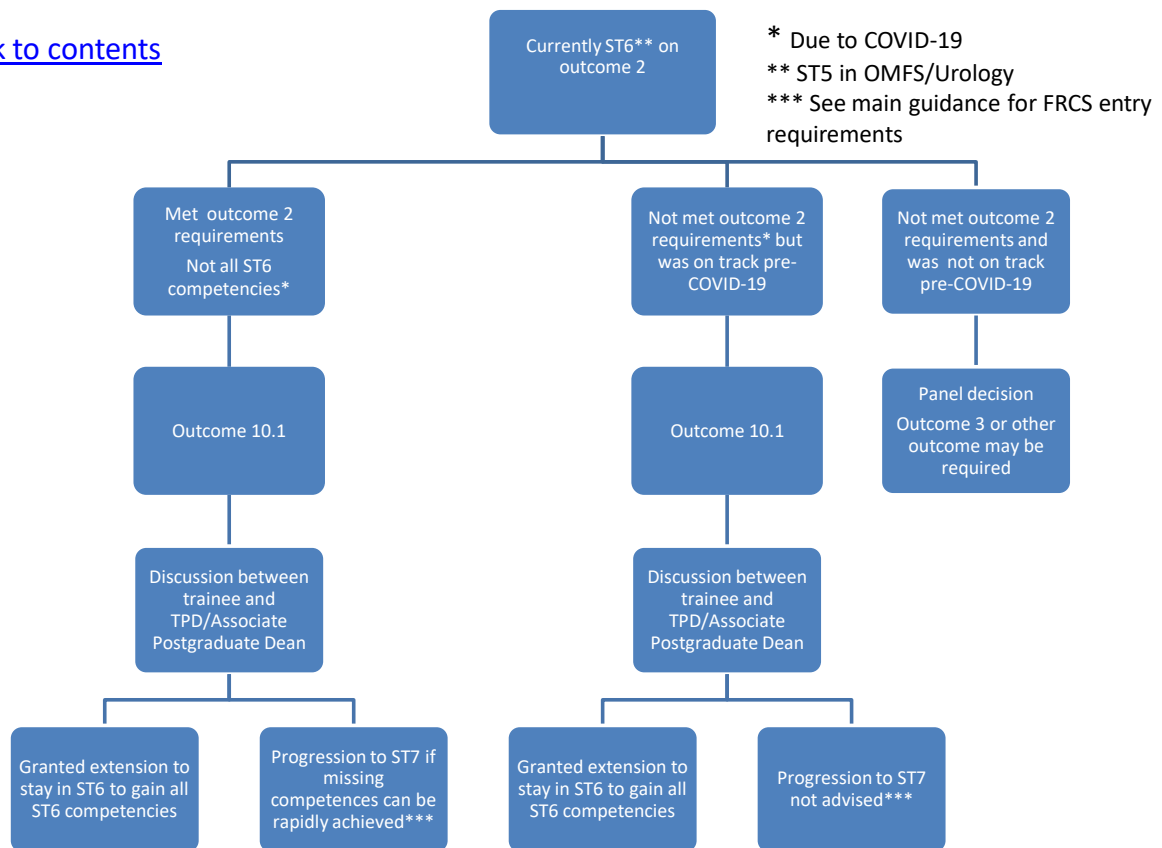 to contents
Currently ST6** on
outcome 2
* Due to COVID-19
** ST5 in OMFS/Urology
*** See main guidance for FRCS entry
requirements
Met outcome 2
requirements
Not all ST6
competencies*
Not met outcome 2
requirements* but
was on track pre-
COVID-19
Not met outcome 2
requirements and
was not on track
pre-COVID-19
Outcome 10.1
Outcome 10.1
Panel decision
Outcome 3 or other
outcome may be
required
Discussion between
trainee and
TPD/Associate
Postgraduate Dean
Discussion between
trainee and
TPD/Associate
Postgraduate Dean
Granted extension to
stay in ST6 to gain all
ST6 competencies
Progression to ST7 if
missing
competences can be
rapidly achieved***
Granted extension to
stay in ST6 to gain all
ST6 competencies
Progression to ST7
not advised***